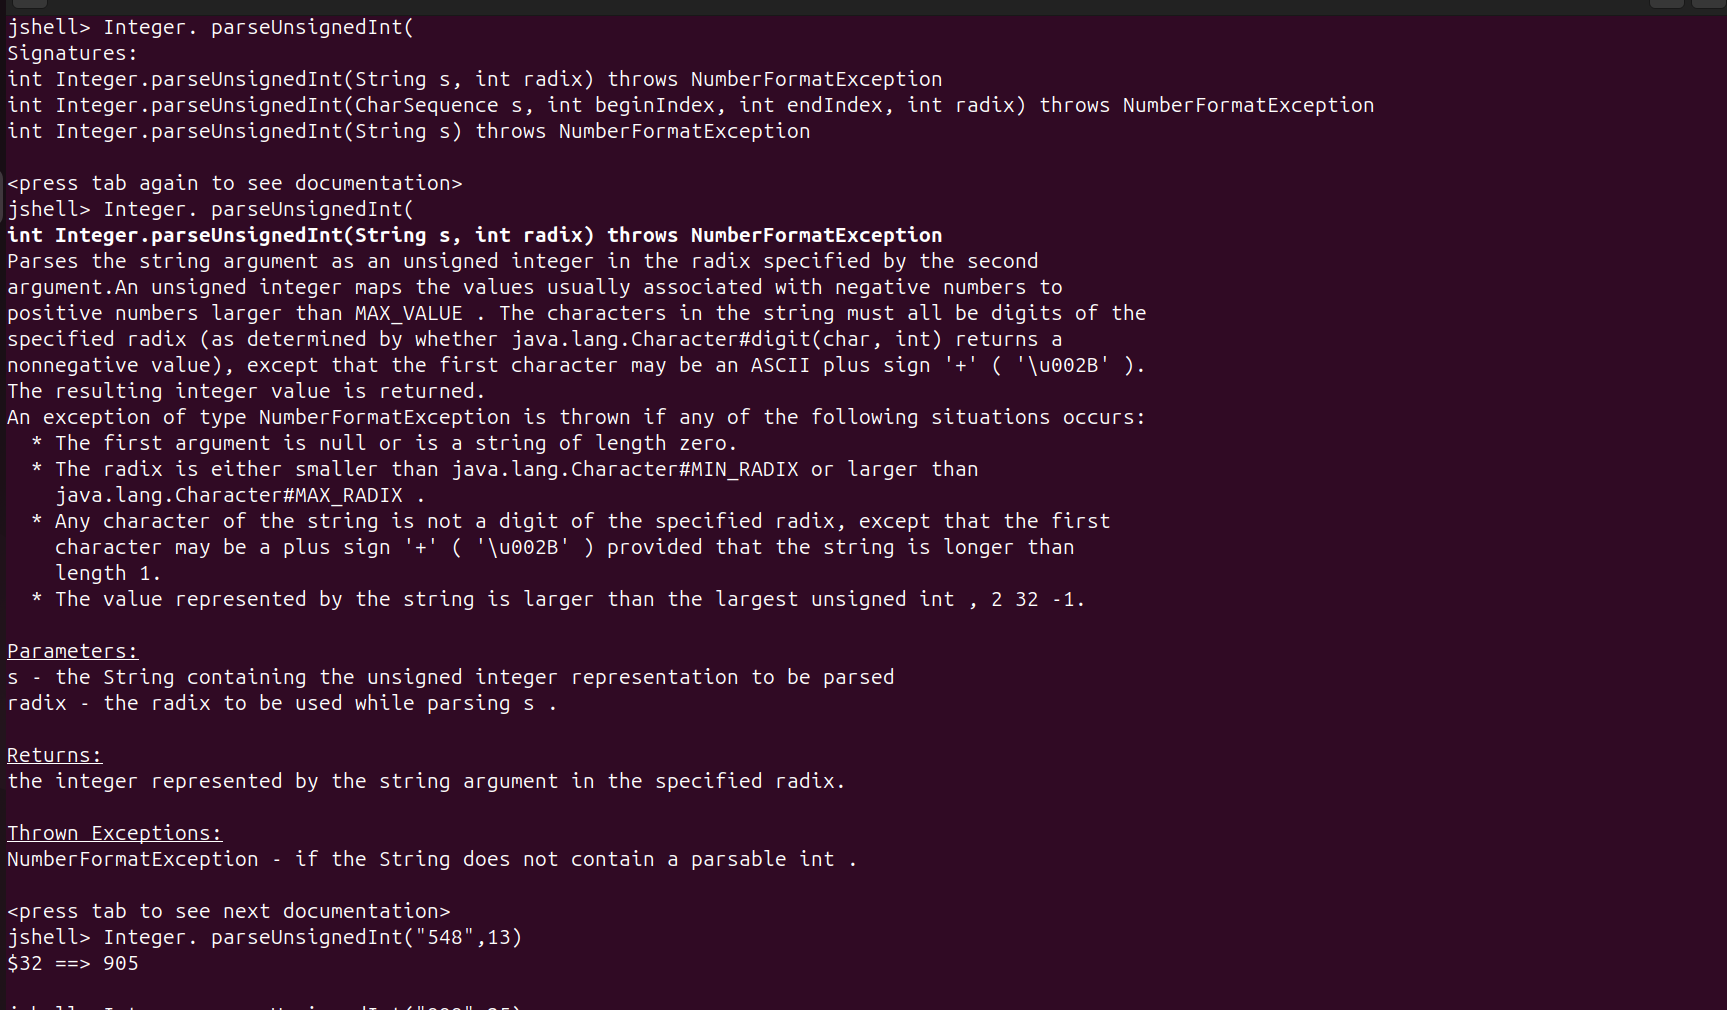 jshell> Integer. parseUnsignedInt(
Signatures:
int Integer.parseUnsignedInt(String s, int radix) throws NumberFormatException
int Integer.parseUnsignedInt(CharSequence s, int beginIndex, int endIndex, int radix) throws NumberFormatException
int Integer.parseUnsignedInt(String s) throws NumberFormatException
<press tab again to see documentation>
jshell> Integer. parseUnsignedInt(
int Integer.parseUnsignedInt(String s, int radix) throws NumberFormatException
Parses the string argument as an unsigned integer in the radix specified by the second
argument.An unsigned integer maps the values usually associated with negative numbers to
positive numbers larger than MAX_VALUE . The characters in the string must all be digits of the
specified radix (as determined by whether java.lang.Character#digit(char, int) returns a
nonnegative value), except that the first character may be an ASCII plus sign '+' ( '\u002B' ).
The resulting integer value is returned.
An exception of type NumberFormatException is thrown if any of the following situations occurs:
  * The first argument is null or is a string of length zero.
  * The radix is either smaller than java.lang.Character#MIN_RADIX or larger than
    java.lang.Character#MAX_RADIX .
  * Any character of the string is not a digit of the specified radix, except that the first
    character may be a plus sign '+' ( '\u002B' ) provided that the string is longer than
    length 1.
  * The value represented by the string is larger than the largest unsigned int , 2 32 -1.
Parameters:
s - the String containing the unsigned integer representation to be parsed
radix - the radix to be used while parsing s .
Returns:
the integer represented by the string argument in the specified radix.
Thrown Exceptions:
NumberFormatException - if the String does not contain a parsable int .
<press tab to see next documentation>
jshell> Integer. parseUnsignedInt("548",13)
$32 ==> 905